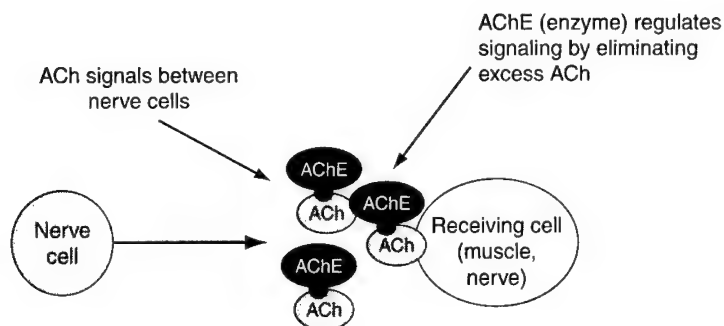 AChE (enzyme) regulates
signaling by eliminating
excess ACh
ACh signals between
nerve cells
AChE
AChE
ACh
Nerve
cell
Receiving cell
(muscle,
nerve)
ACh
AChE
ACh